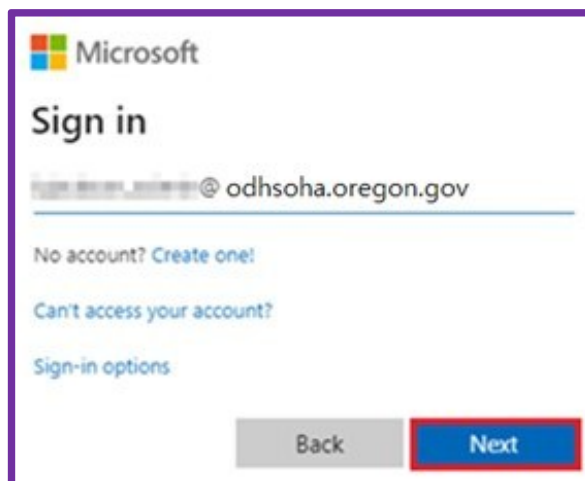 Microsoft
Sign in
@ odhsoha.oregon.gov
No account? Create one!
Can't access your account?
Sign-in options
Back Next